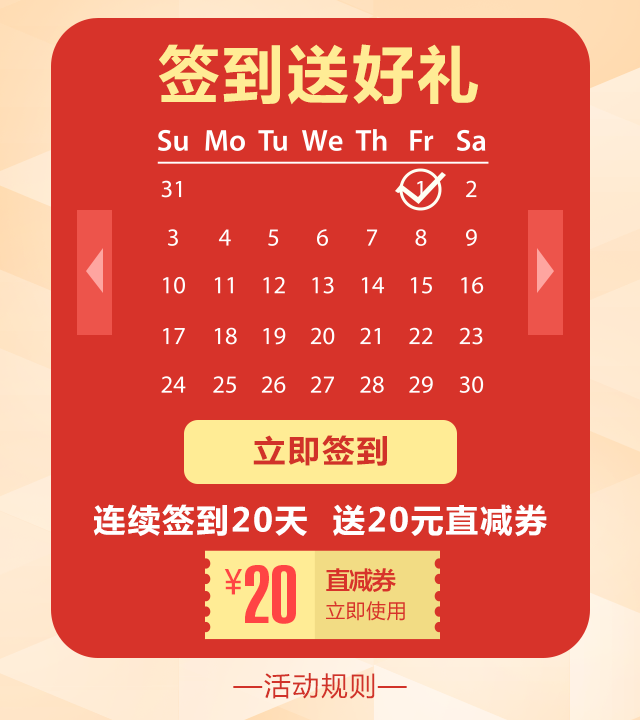 签到送好礼
Su Mo Tu We Th Fr Sa
31 1 2
3 4 5 6 7 8 9
10 11 12 13 14 15 16
17 18 19 20 21 22 23
24 25 26 27 28 29 30
立即签到
连续签到20天 送20元直减券
¥20 直减券
立即使用
—活动规则—